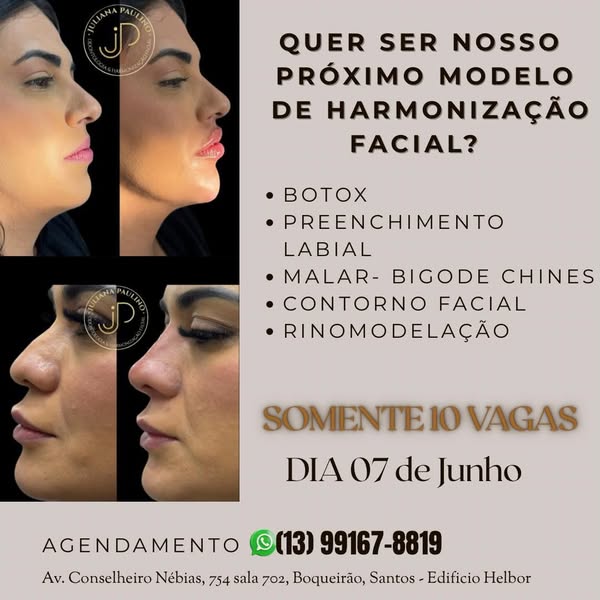 JULIANA PAULINO
JP
QUER SER NOSSO
PRÓXIMO MODELO
DE HARMONIZAÇÃO
FACIAL?
• BOTOX
• PREENCHIMENTO
LABIAL
• MALAR- BIGODE CHINES
• CONTORNO FACIAL
• RINOMODELAÇÃO
JULIANA PAULINO
JP
SOMENTE 10 VAGAS
DIA 07 de Junho
AGENDAMENTO (13) 99167-8819
Av. Conselheiro Nébias, 754 sala 702, Boqueirão, Santos - Edificio Helbor